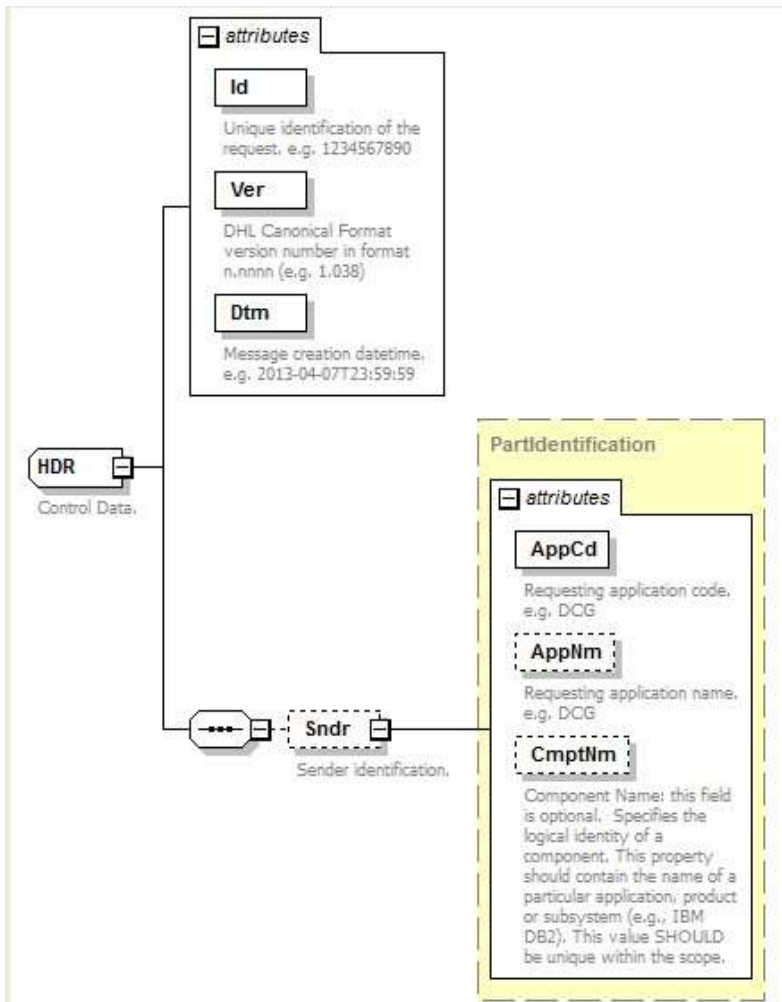 attributes
Id
Unique identification of the
request. e.g. 1234567890
Ver
DHL Canonical Format
version number in format
n.nnnn (e.g. 1.038)
Dtm
Message creation datetime.
e.g. 2013-04-07T23:59:59
HDR
Control Data.
PartIdentification
attributes
AppCd
Requesting application code.
e.g. DCG
AppNm
Requesting application name.
e.g. DCG
Sndr
Sender identification.
CmptNm
Component Name: this field
is optional. Specifies the
logical identity of a
component. This property
should contain the name of a
particular application, product
or subsystem (e.g., IBM
DB2). This value SHOULD
be unique within the scope.